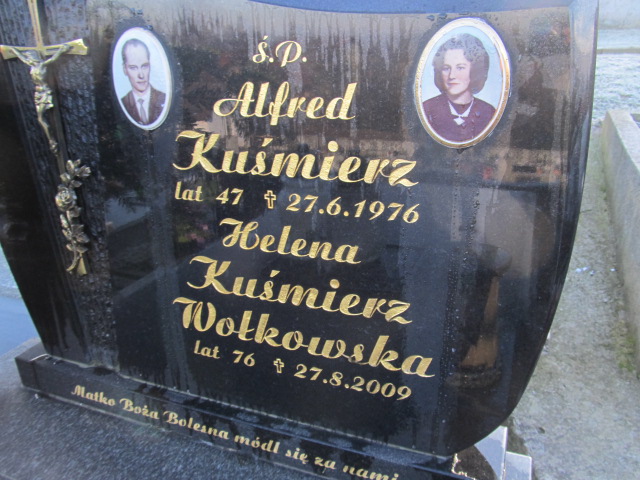 ś.p.
Alfred
Kuśmierz
lat 47 ✝ 27.6.1976
Helena
Kuśmierz
Wołkowska
lat 76 ✝ 27.8.2009
Matko Boża Bolesna módl się za nami